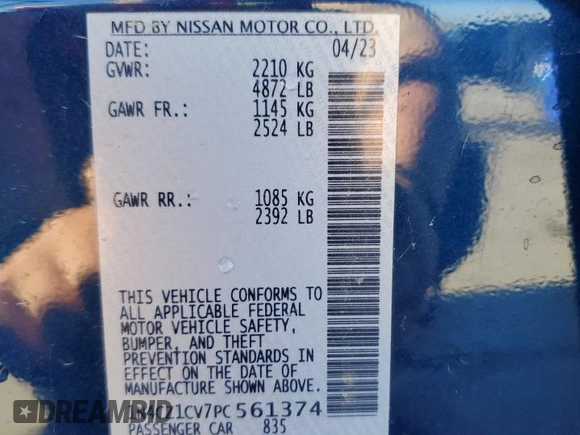 MFD BY NISSAN MOTOR CO., LTD.
DATE: 04/23
GVWR: 2210 KG
4872 LB
GAWR FR.: 1145 KG
2524 LB
GAWR RR.: 1085 KG
2392 LB
THIS VEHICLE CONFORMS TO
ALL APPLICABLE FEDERAL
MOTOR VEHICLE SAFETY,
BUMPER, AND THEFT
PREVENTION STANDARDS IN
EFFECT ON THE DATE OF
MANUFACTURE SHOWN ABOVE.
1N4CZ1CV7PC561374
PASSENGER CAR 835
EPICVIN